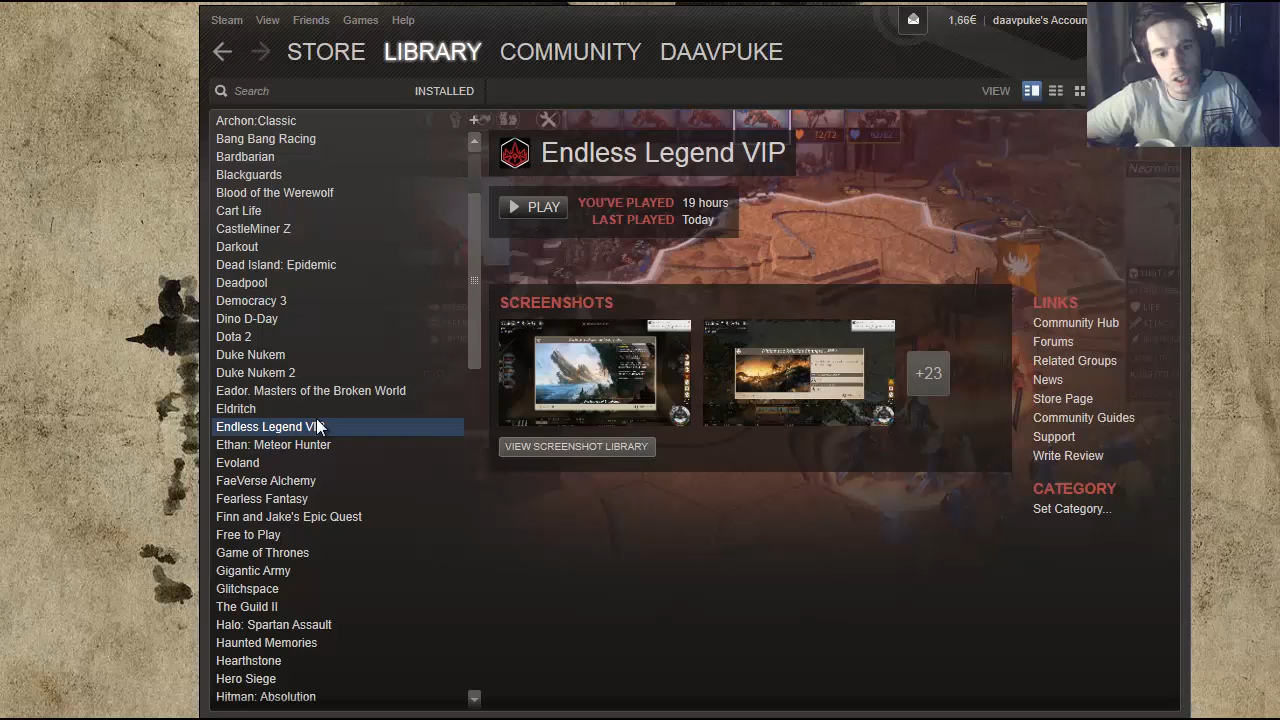 Steam View Friends Games Help
1,66€ daavpuke's Accoun
STORE LIBRARY COMMUNITY DAAVPUKE
Search INSTALLED VIEW
Archon:Classic
Bang Bang Racing
Bardbarian
Blackguards
Blood of the Werewolf
Cart Life
CastleMiner Z
Darkout
Dead Island: Epidemic
Deadpool
Democracy 3
Dino D-Day
Dota 2
Duke Nukem
Duke Nukem 2
Eador. Masters of the Broken World
Eldritch
Endless Legend VIP
Ethan: Meteor Hunter
Evoland
FaeVerse Alchemy
Fearless Fantasy
Finn and Jake's Epic Quest
Free to Play
Game of Thrones
Gigantic Army
Glitchspace
The Guild II
Halo: Spartan Assault
Haunted Memories
Hearthstone
Hero Siege
Hitman: Absolution
72/72
Endless Legend VIP
PLAY
YOU'VE PLAYED 19 hours
LAST PLAYED Today
SCREENSHOTS
+23
VIEW SCREENSHOT LIBRARY
LINKS
Community Hub
Forums
Related Groups
News
Store Page
Community Guides
Support
Write Review
CATEGORY
Set Category...
LIFE